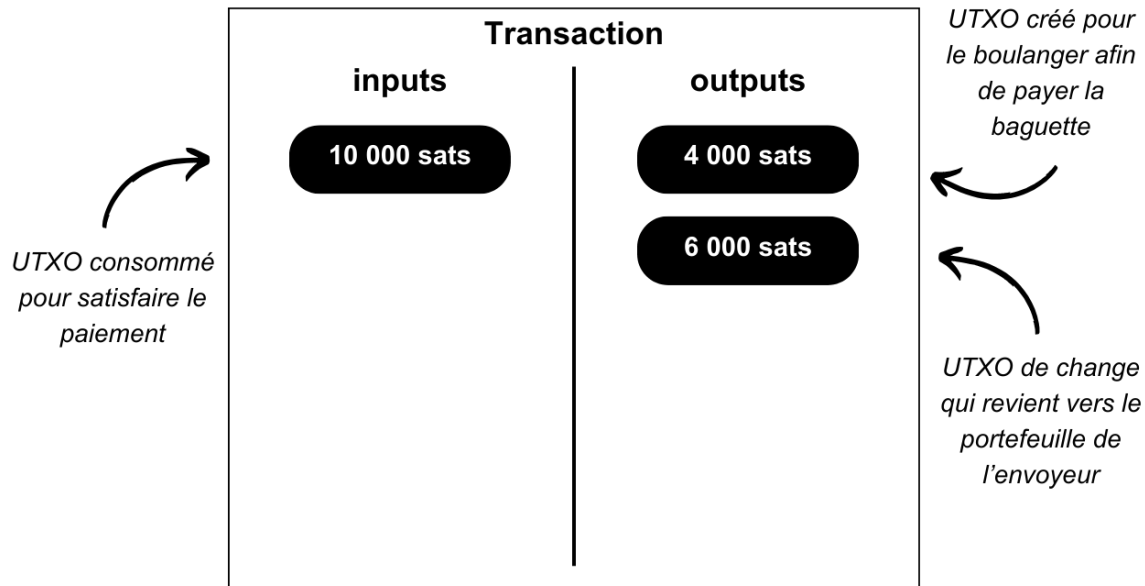 Transaction
inputs
outputs
10 000 sats
4 000 sats
6 000 sats
UTXO consommé
pour satisfaire le
paiement
UTXO créé pour
le boulanger afin
de payer la
baguette
UTXO de change
qui revient vers le
portefeuille de
l'envoyeur